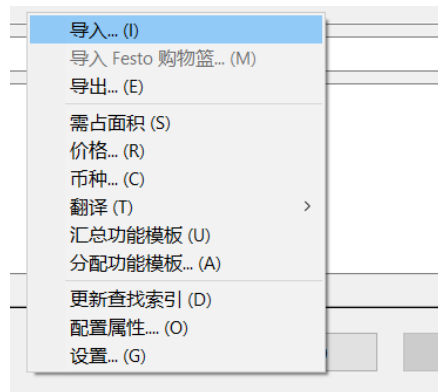 导入... (I)
导入 Festo 购物篮... (M)
导出... (E)
需占面积 (S)
价格... (R)
币种... (C)
翻译 (T)
汇总功能模板 (U)
分配功能模板... (A)
更新查找索引 (D)
配置属性.... (O)
设置... (G)